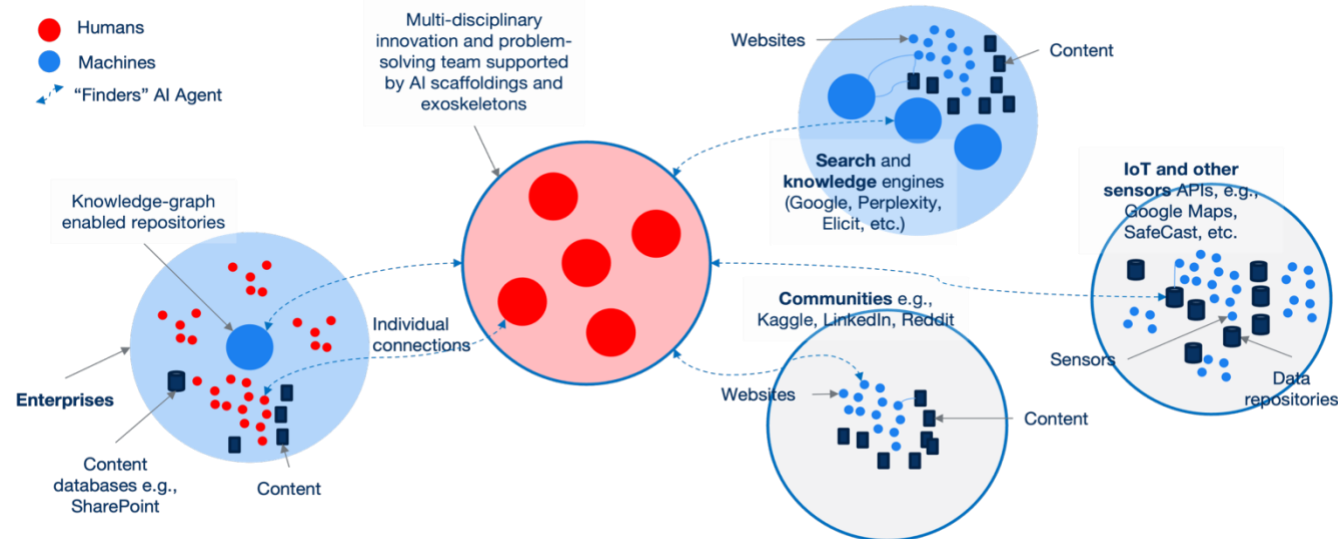 Humans
Machines
“Finders” AI Agent
Multi-disciplinary
innovation and problem-
solving team supported
by AI scaffoldings and
exoskeletons
Websites
Content
Search and
knowledge engines
(Google, Perplexity,
Elicit, etc.)
IoT and other
sensors APIs, e.g.,
Google Maps,
SafeCast, etc.
Sensors
Data
repositories
Knowledge-graph
enabled repositories
Individual
connections
Enterprises
Content
databases e.g.,
SharePoint
Content
Communities e.g.,
Kaggle, LinkedIn, Reddit
Websites
Content